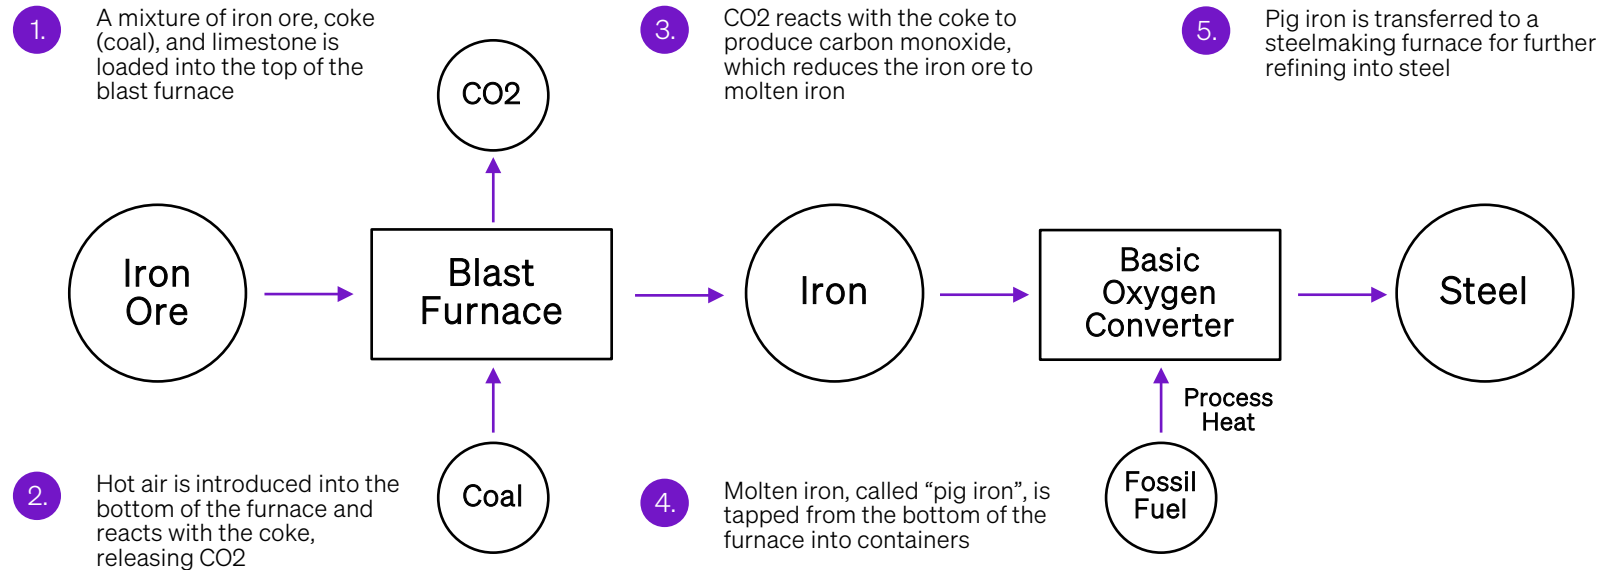 1.
A mixture of iron ore, coke
(coal), and limestone is
loaded into the top of the
blast furnace
3.
CO2 reacts with the coke to
produce carbon monoxide,
which reduces the iron ore to
molten iron
5.
Pig iron is transferred to a
steelmaking furnace for further
refining into steel
CO2
Iron
Ore
Blast
Furnace
Iron
Basic
Oxygen
Converter
Steel
Process
Heat
2.
Hot air is introduced into the
bottom of the furnace and
reacts with the coke,
releasing CO2
Coal
4.
Molten iron, called “pig iron”, is
tapped from the bottom of the
furnace into containers
Fossil
Fuel